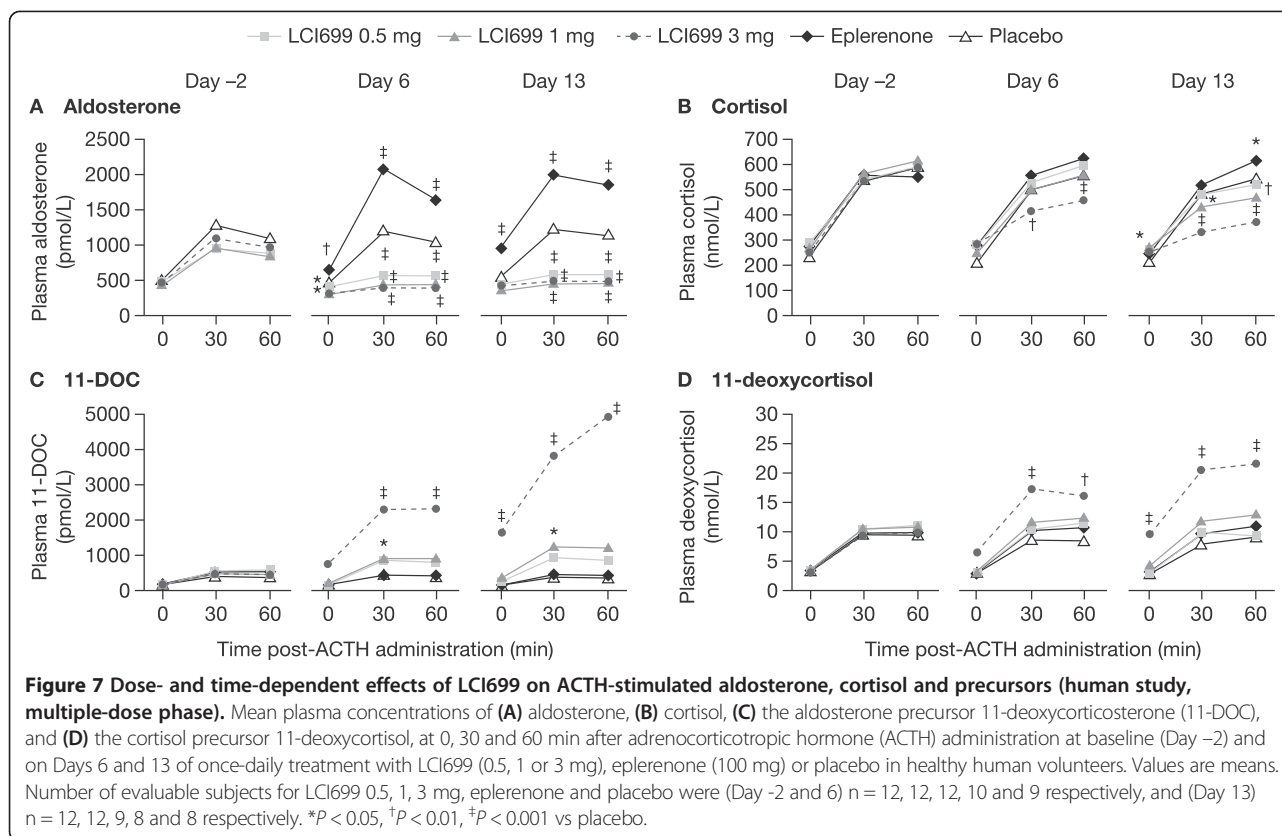 LCI699 0.5 mg LCI699 1 mg LCI699 3 mg Eplerenone Placebo
Day –2 Day 6 Day 13 Day –2 Day 6 Day 13
A Aldosterone
Plasma aldosterone
(pmol/L)
2500
2000
1500
1000
500
0
† ‡ ‡ ‡ ‡ ‡
* * ‡ ‡ ‡ ‡ ‡ ‡ ‡ ‡ ‡ ‡ ‡ ‡
0 30 60 0 30 60 0 30 60
B Cortisol
Plasma cortisol
(nmol/L)
700
600
500
400
300
200
100
0
† ‡ * * ‡ * † ‡
0 30 60 0 30 60 0 30 60
C 11-DOC
Plasma 11-DOC
(pmol/L)
5000
4000
3000
2000
1000
0
‡ ‡ * ‡ ‡ ‡ *
0 30 60 0 30 60 0 30 60
D 11-deoxycortisol
Plasma deoxycortisol
(nmol/L)
30
25
20
15
10
5
0
‡ † ‡ ‡ ‡
0 30 60 0 30 60 0 30 60
Time post-ACTH administration (min) Time post-ACTH administration (min)
Figure 7 Dose- and time-dependent effects of LCI699 on ACTH-stimulated aldosterone, cortisol and precursors (human study,
multiple-dose phase). Mean plasma concentrations of (A) aldosterone, (B) cortisol, (C) the aldosterone precursor 11-deoxycorticosterone (11-DOC),
and (D) the cortisol precursor 11-deoxycortisol, at 0, 30 and 60 min after adrenocorticotropic hormone (ACTH) administration at baseline (Day –2) and
on Days 6 and 13 of once-daily treatment with LCI699 (0.5, 1 or 3 mg), eplerenone (100 mg) or placebo in healthy human volunteers. Values are means.
Number of evaluable subjects for LCI699 0.5, 1, 3 mg, eplerenone and placebo were (Day -2 and 6) n = 12, 12, 12, 10 and 9 respectively, and (Day 13)
n = 12, 12, 9, 8 and 8 respectively. *P < 0.05, †P < 0.01, ‡P < 0.001 vs placebo.